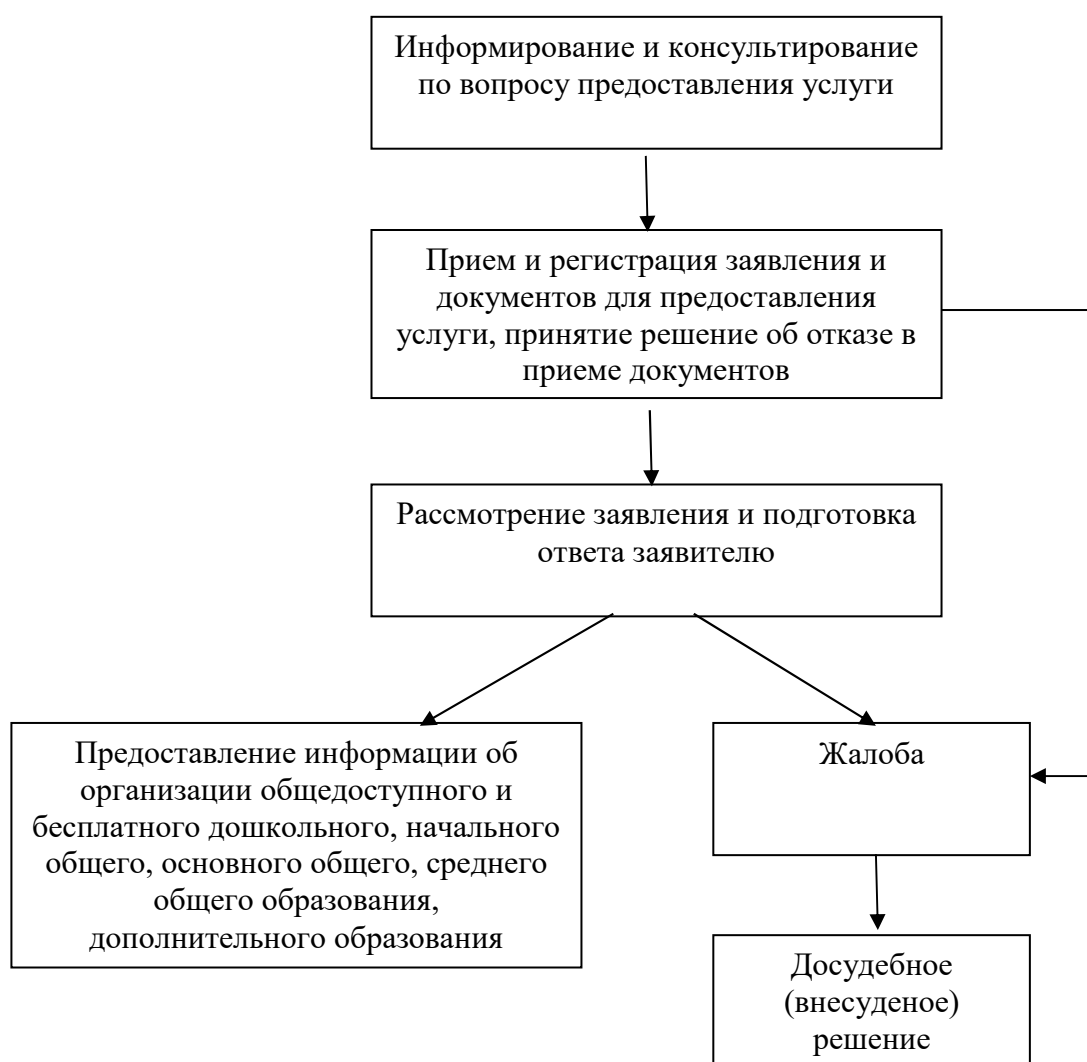 Информирование и консультирование
по вопросу предоставления услуги
Прием и регистрация заявления и
документов для предоставления
услуги, принятие решение об отказе в
приеме документов
Рассмотрение заявления и подготовка
ответа заявителю
Предоставление информации об
организации общедоступного и
бесплатного дошкольного, начального
общего, основного общего, среднего
общего образования,
дополнительного образования
Жалоба
Досудебное
(внесуденое)
решение